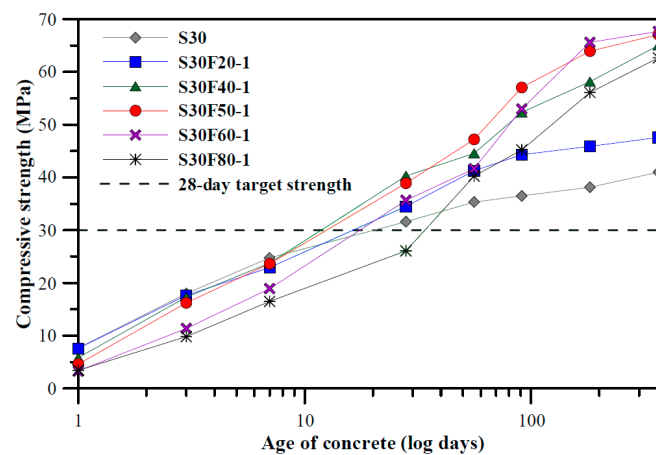 70
60
50
40
30
20
10
0
Compressive strength (MPa)
S30
S30F20-1
S30F40-1
S30F50-1
S30F60-1
S30F80-1
28-day target strength
1
10
100
Age of concrete (log days)